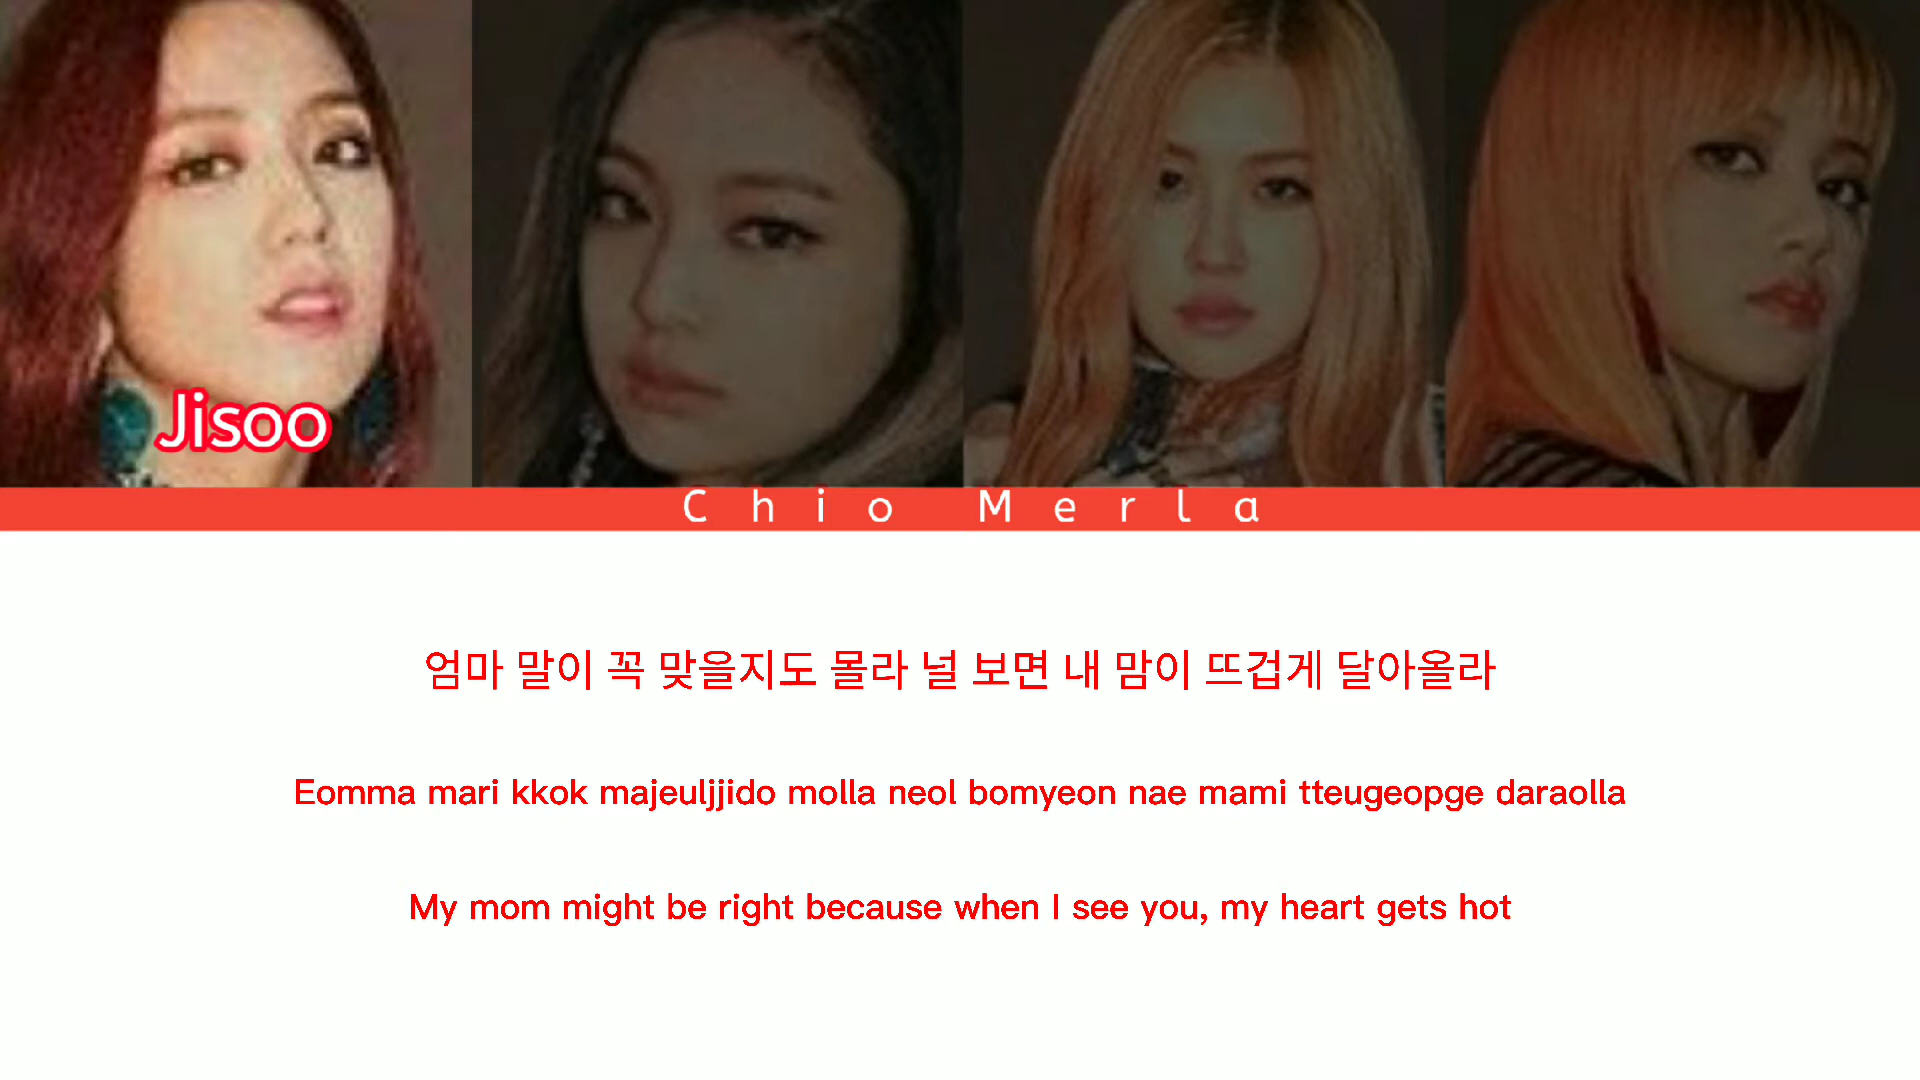 Jisoo
Chio Merla
엄마 말이 꼭 맞을지도 몰라 널 보면 내 맘이 뜨겁게 달아올라
Eomma mari kkok majeuljjido molla neol bomyeon nae mami tteugeopge daraolla
My mom might be right because when I see you, my heart gets hot